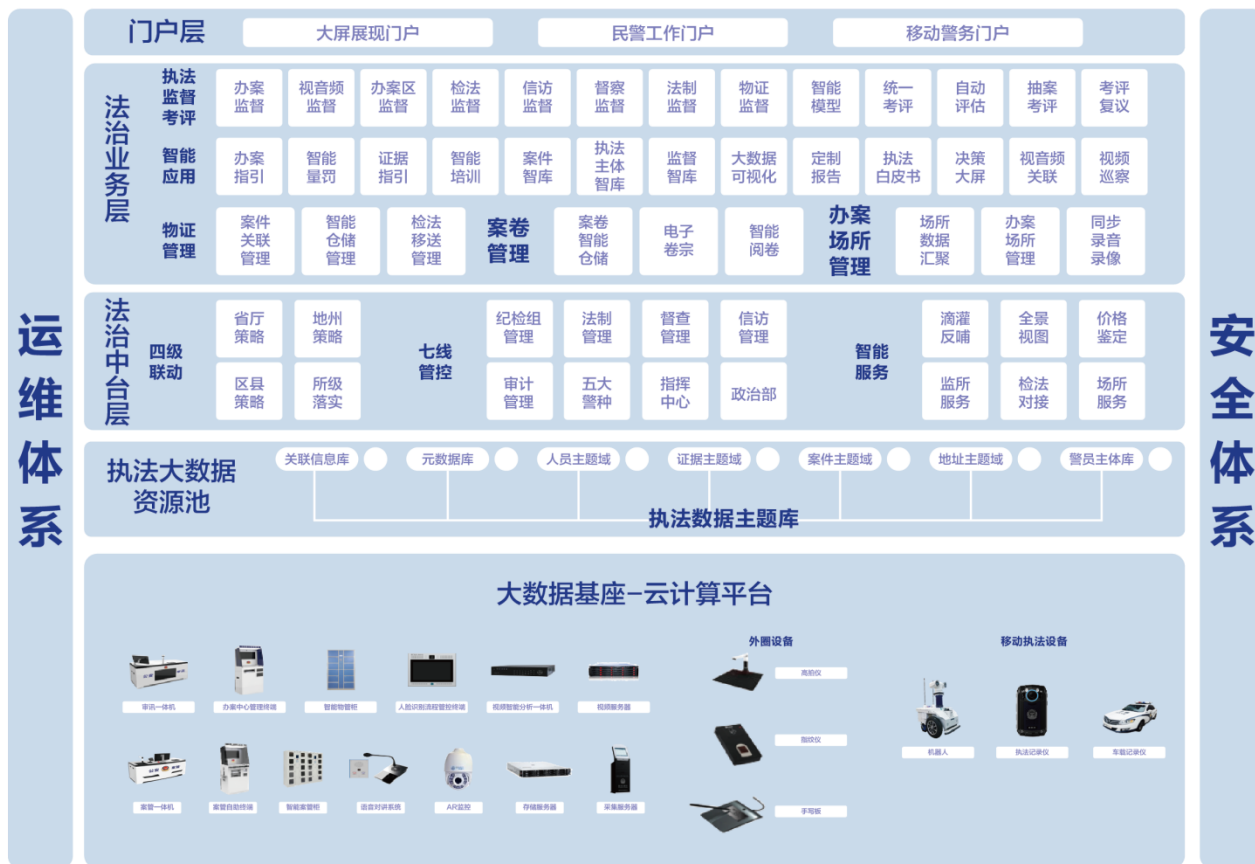 运维体系
门户层
大屏展现门户
民警工作门户
移动警务门户
法治业务层
执法
监督
考评
办案
监督
视音频
监督
办案区
监督
检法
监督
信访
监督
督察
监督
法制
监督
物证
监督
智能
模型
统一
考评
自动
评估
抽案
考评
考评
复议
智能
应用
办案
指引
智能
量罚
证据
指引
智能
培训
案件
智库
执法
主体
智库
监督
智库
大数据
可视化
定制
报告
执法
白皮书
决策
大屏
视音频
关联
视频
巡察
物证
管理
案件
关联
管理
智能
仓储
管理
检法
移送
管理
案卷
管理
案卷
智能
仓储
电子
卷宗
智能
阅卷
办案
场所
管理
场所
数据
汇聚
办案
场所
管理
同步
录音
录像
法治中台层
四级
联动
省厅
策略
地州
策略
区县
策略
所级
落实
七线
管控
纪检组
管理
法制
管理
督查
管理
信访
管理
审计
管理
五大
警种
指挥
中心
政治部
智能
服务
滴灌
反哺
全景
视图
价格
鉴定
监所
服务
检法
对接
场所
服务
执法大数据
资源池
关联信息库
元数据库
人员主题域
证据主题域
案件主题域
地址主题域
警员主体库
执法数据主题库
大数据基座-云计算平台
审讯一体机
办案中心管理终端
智能物管柜
人脸识别流程管控终端
视频智能分析一体机
视频服务器
案管一体机
案管自助终端
智能案管柜
语音对讲系统
AR监控
存储服务器
采集服务器
外圈设备
高拍仪
指纹仪
手写板
移动执法设备
机器人
执法记录仪
车载记录仪
安全体系